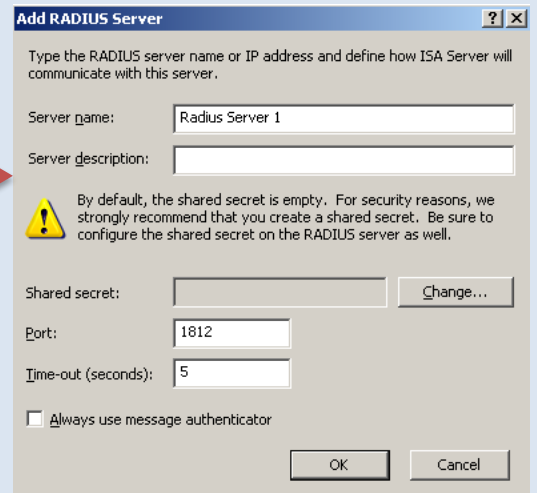 Add RADIUS Server
Type the RADIUS server name or IP address and define how ISA Server will
communicate with this server.
Server name: Radius Server 1
Server description:
By default, the shared secret is empty. For security reasons, we
strongly recommend that you create a shared secret. Be sure to
configure the shared secret on the RADIUS server as well.
Shared secret: Change...
Port: 1812
Time-out (seconds): 5
Always use message authenticator
OK Cancel